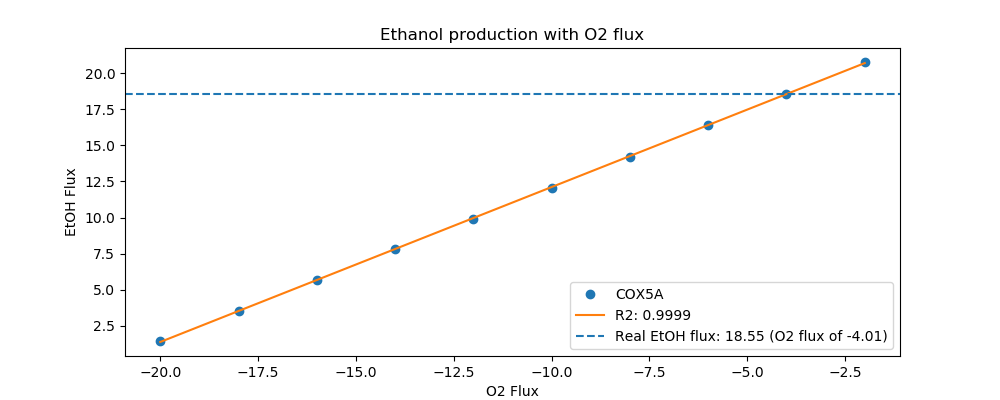 Ethanol production with O2 flux
EtOH Flux
20.0
17.5
15.0
12.5
10.0
7.5
5.0
2.5
COX5A
R2: 0.9999
Real EtOH flux: 18.55 (O2 flux of -4.01)
−20.0 −17.5 −15.0 −12.5 −10.0 −7.5 −5.0 −2.5
O2 Flux